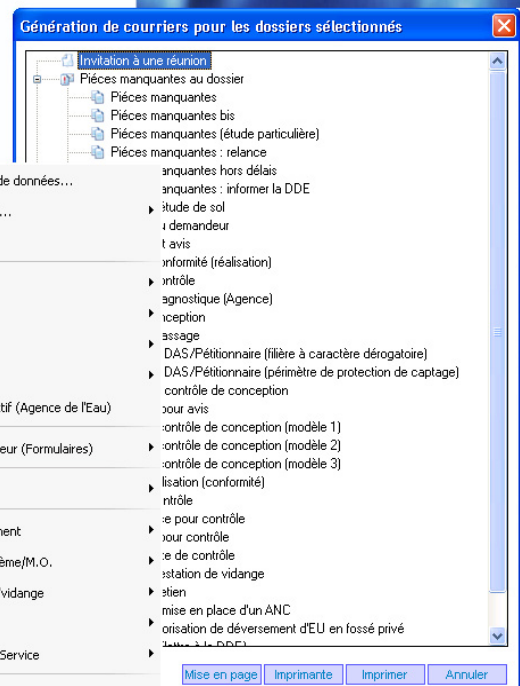 Génération de courriers pour les dossiers sélectionnés
Invitation à une réunion
Piéces manquantes au dossier
Piéces manquantes
Piéces manquantes bis
Piéces manquantes (étude particulière)
Piéces manquantes : relance
anquantes hors délais
anquantes : informer la DDE
étude de sol
u demandeur
t avis
onformité (réalisation)
ontrôle
agnostique (Agence)
nception
assage
DAS/Pétitionnaire (filière à caractère dérogatoire)
DAS/Pétitionnaire (périmètre de protection de captage)
contrôle de conception
pour avis
contrôle de conception (modèle 1)
contrôle de conception (modèle 2)
contrôle de conception (modèle 3)
lisation (conformité)
ntrôle
ce pour contrôle
pour contrôle
te de contrôle
estation de vidange
etien
mise en place d'un ANC
orisation de déversement d'EU en fossé privé
de données...
...
tif (Agence de l'Eau)
eur (Formulaires)
ment
ème/M.O.
vidange
Service
Mise en page
Imprimante
Imprimer
Annuler